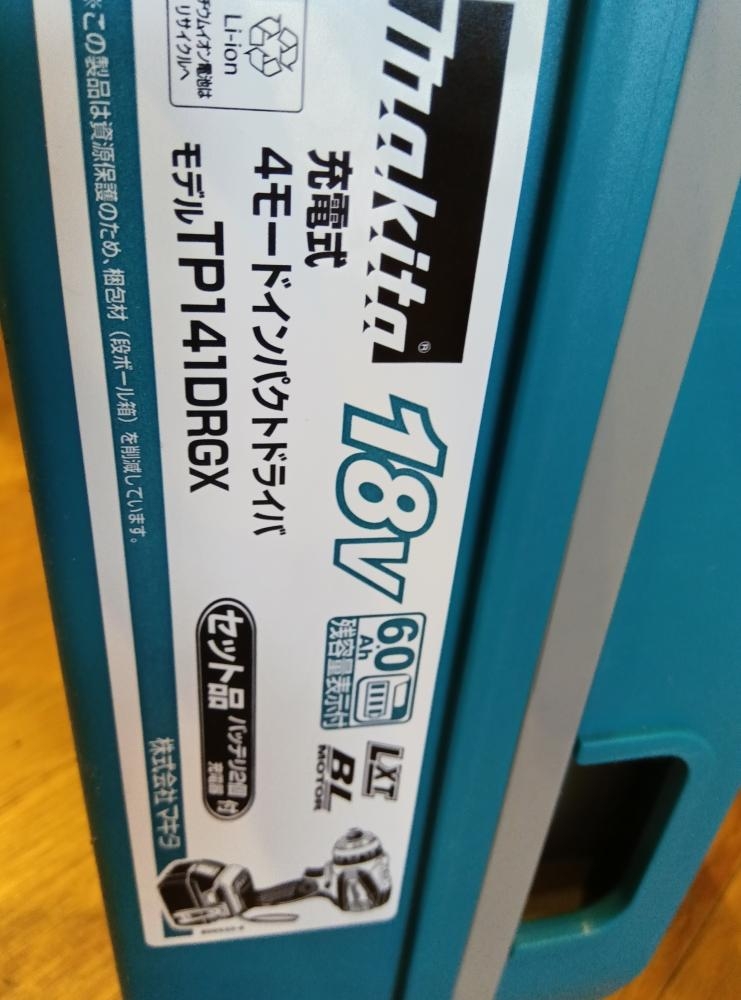 makita®
充電式
4モードインパクトドライバ
モデルTP141DRGX
18V
6.0
Ah
残容量表示付
LXT
BL
MOTOR
セット品 バッテリ2個 付
充電器
Li-ion
チウムイオン電池は
リサイクルへ
※この製品は資源保護のため、梱包材(段ボール箱)を削減しています。
株式会社マキタ